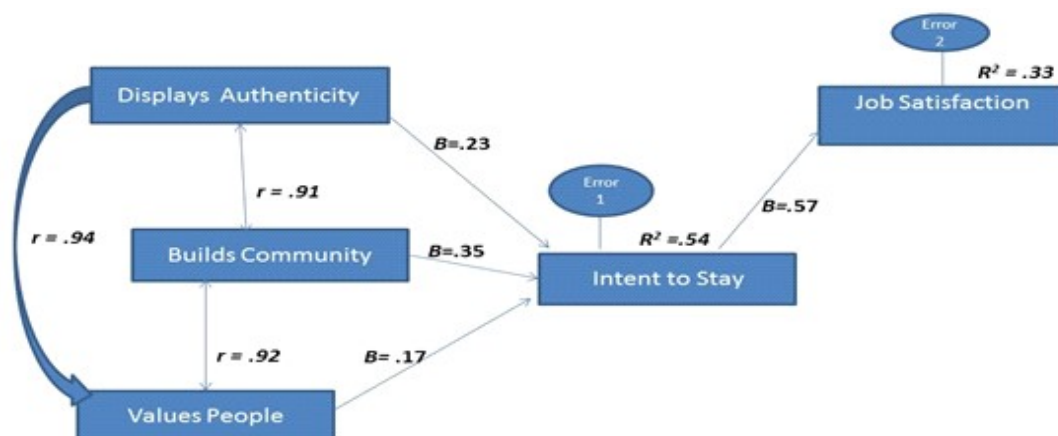 Error
2
R² = .33
Job Satisfaction
Displays Authenticity
B=.23
r = .91
Error
1
B=.57
r = .94
R² =.54
Builds Community
B=.35
Intent to Stay
r = .92
B= .17
Values People